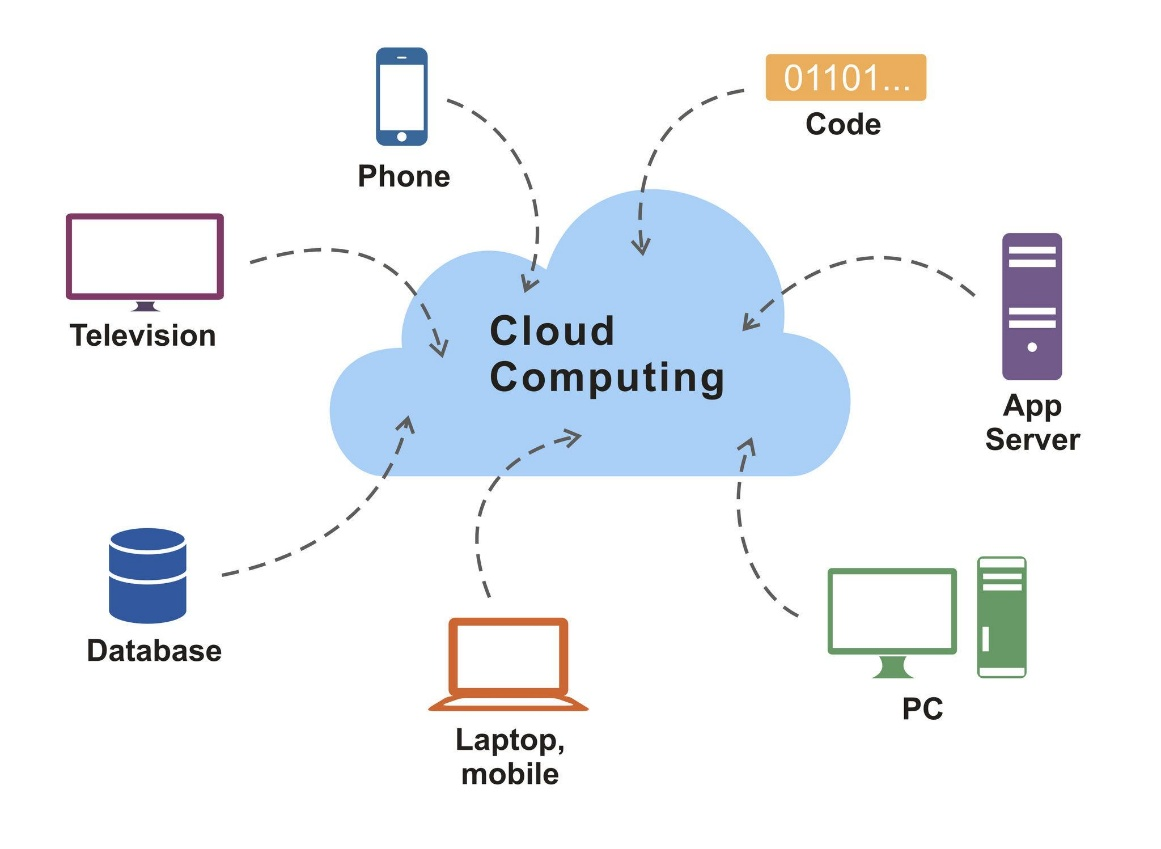 01101...
Code
Phone
Television
Cloud
Computing
App
Server
Database
PC
Laptop,
mobile